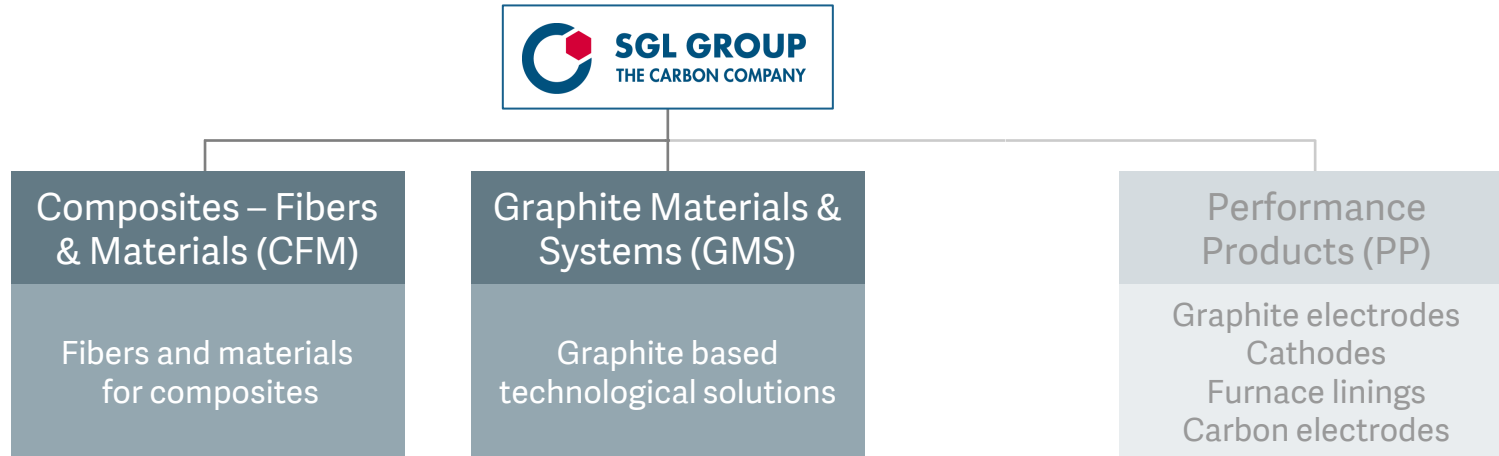 SGL GROUP
THE CARBON COMPANY
Composites – Fibers
& Materials (CFM)
Fibers and materials
for composites
Graphite Materials &
Systems (GMS)
Graphite based
technological solutions
Performance
Products (PP)
Graphite electrodes
Cathodes
Furnace linings
Carbon electrodes